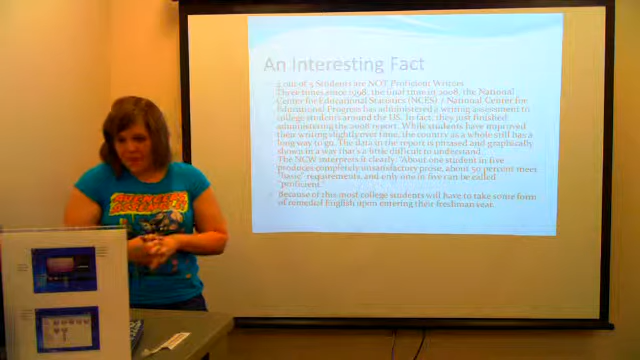 An Interesting Fact
out of 5 Students are NOT Proficient Writers
Three times since 1998, the final time in 2008, the National
Center for Educational Statistics (NCES) / National Center for
Educational Progress has administered a writing assessment to
college students around the US. In fact, they just finished
administering the 2008 report. While students have improved
their writing slightly over time, the country as a whole still has a
long way to go. The data in the report is phrased and graphically
shown in a way that's a little difficult to understand.
The NCW interprets it clearly. "About one student in five
produces completely unsatisfactory prose, about 50 percent meet
"basic" requirements, and only one in five can be called
"proficient."
Because of this most college students will have to take some form
of remedial English upon entering their freshman year.